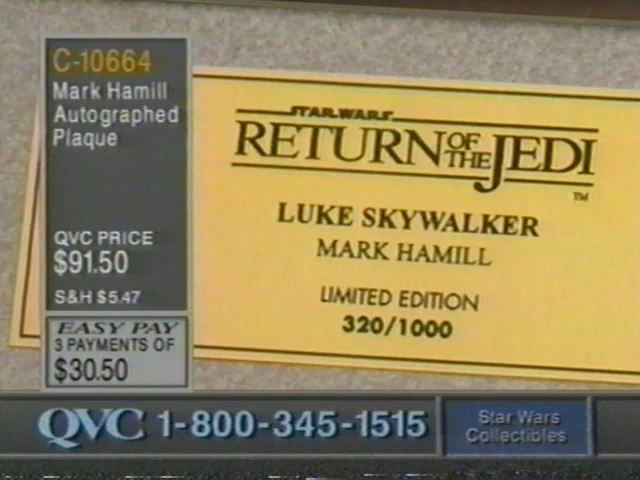 C-10664
Mark Hamill
Autographed
Plaque
QVC PRICE
$91.50
S&H $5.47
EASY PAY
3 PAYMENTS OF
$30.50
STAR WARS
RETURN OF THE JEDI
TM
LUKE SKYWALKER
MARK HAMILL
LIMITED EDITION
320/1000
QVC 1-800-345-1515
Star Wars
Collectibles